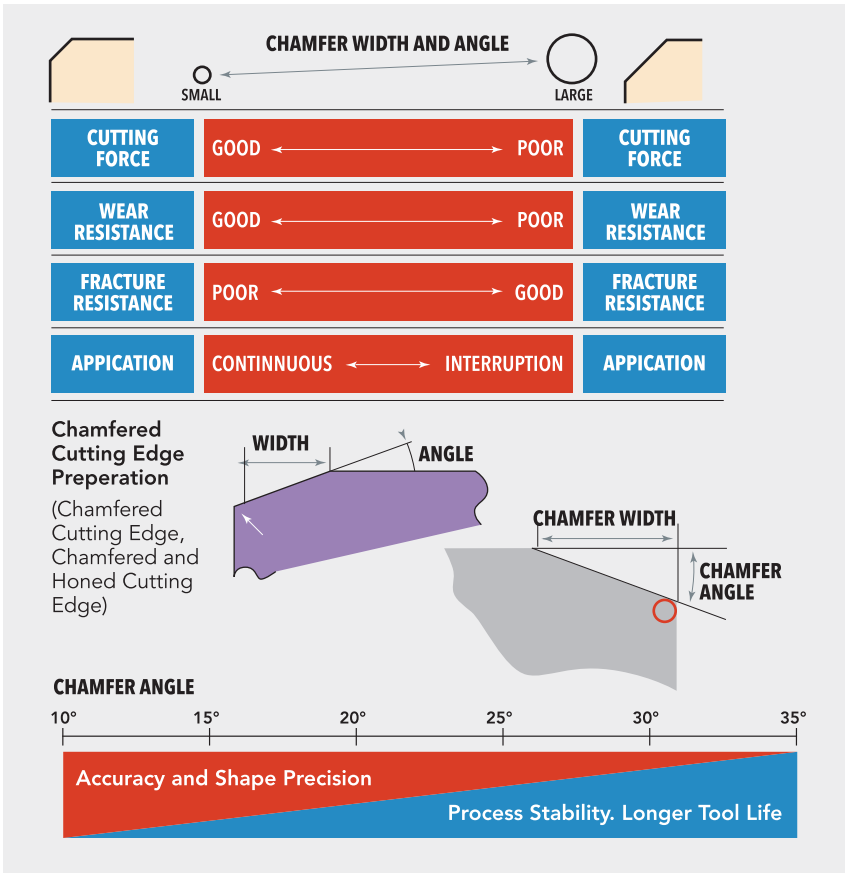 CHAMFER WIDTH AND ANGLE
SMALL
LARGE
CUTTING
FORCE
GOOD
POOR
CUTTING
FORCE
WEAR
RESISTANCE
GOOD
POOR
WEAR
RESISTANCE
FRACTURE
RESISTANCE
POOR
GOOD
FRACTURE
RESISTANCE
APPICATION
CONTINNUOUS
INTERRUPTION
APPICATION
Chamfered
Cutting Edge
Preperation
(Chamfered
Cutting Edge,
Chamfered and
Honed Cutting
Edge)
WIDTH
ANGLE
CHAMFER WIDTH
CHAMFER
ANGLE
CHAMFER ANGLE
10° 15° 20° 25° 30° 35°
Accuracy and Shape Precision
Process Stability. Longer Tool Life